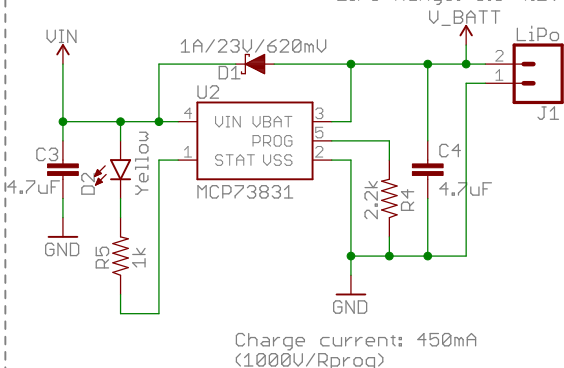 V_BATT
VIN
1A/23V/620mV
LiPo
D1
U2
2
1
J1
4 VIN VBAT 3
PROG 5
1 STAT VSS 2
MCP73831
C3
4.7uF
D2
Yellow
R5
1k
2.2k
R4
C4
4.7uF
GND
GND
Charge current: 450mA
(1000V/Rprog)